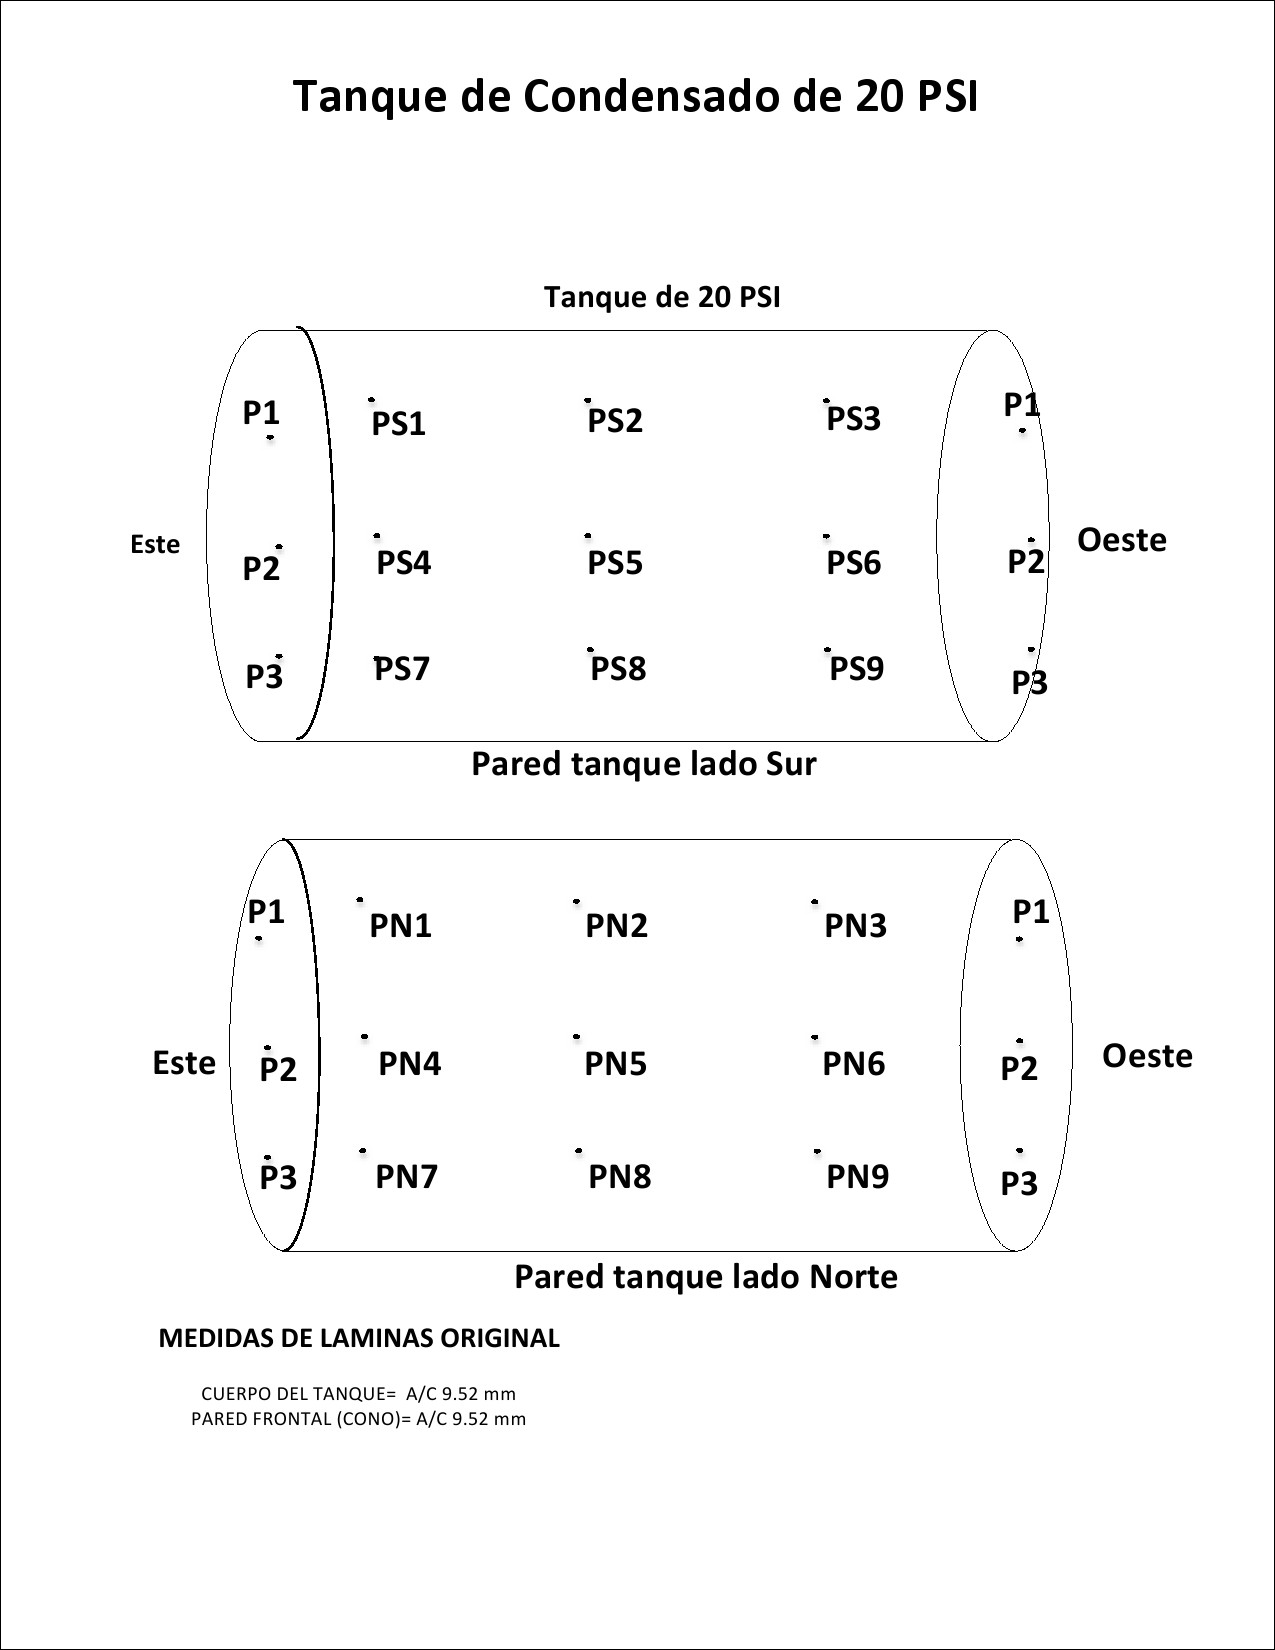 Tanque de Condensado de 20 PSI
Tanque de 20 PSI
P1 PS1 PS2 PS3 P1
Este P2 PS4 PS5 PS6 P2 Oeste
P3 PS7 PS8 PS9 P3
Pared tanque lado Sur
P1 PN1 PN2 PN3 P1
Este P2 PN4 PN5 PN6 P2 Oeste
P3 PN7 PN8 PN9 P3
Pared tanque lado Norte
MEDIDAS DE LAMINAS ORIGINAL
CUERPO DEL TANQUE= A/C 9.52 mm
PARED FRONTAL (CONO)= A/C 9.52 mm